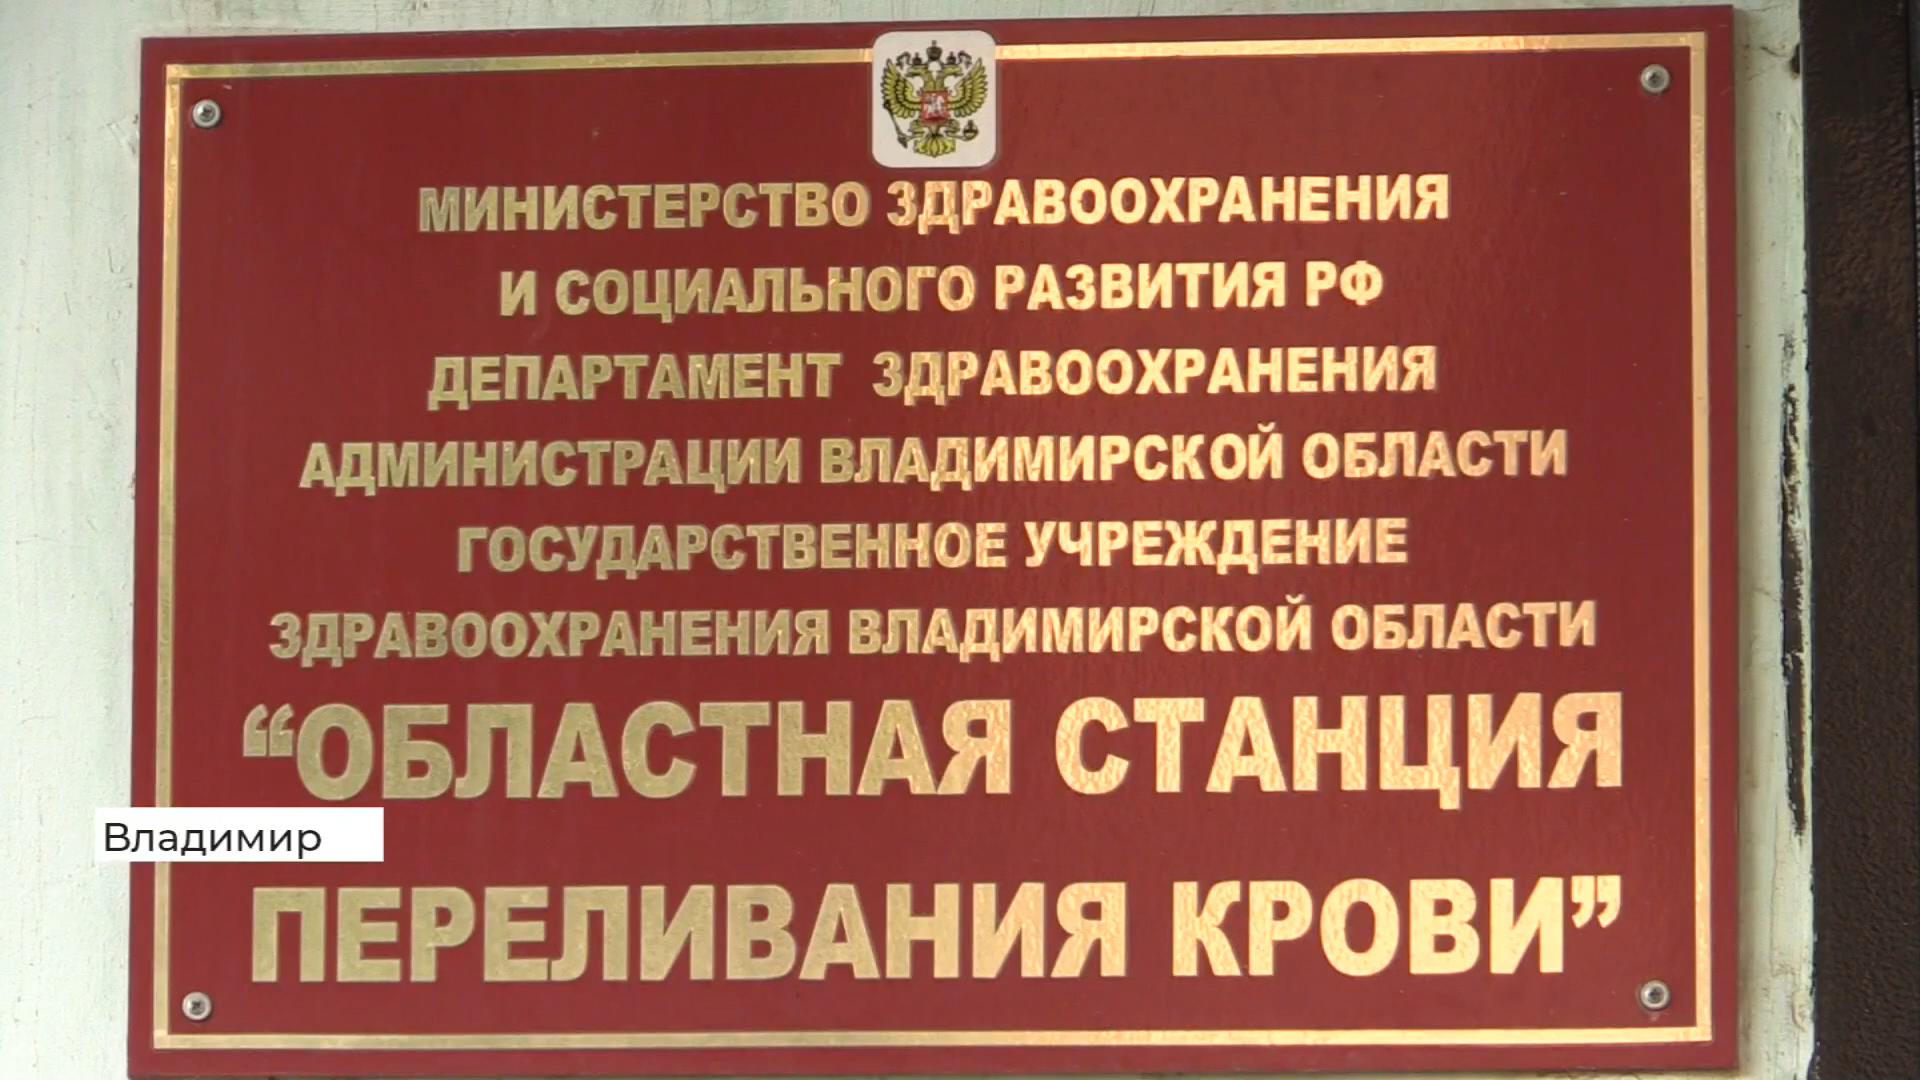 МИНИСТЕРСТВО ЗДРАВООХРАНЕНИЯ
И СОЦИАЛЬНОГО РАЗВИТИЯ РФ
ДЕПАРТАМЕНТ ЗДРАВООХРАНЕНИЯ
АДМИНИСТРАЦИИ ВЛАДИМИРСКОЙ ОБЛАСТИ
ГОСУДАРСТВЕННОЕ УЧРЕЖДЕНИЕ
ЗДРАВООХРАНЕНИЯ ВЛАДИМИРСКОЙ ОБЛАСТИ
“ОБЛАСТНАЯ СТАНЦИЯ
Владимир
ПЕРЕЛИВАНИЯ КРОВИ”